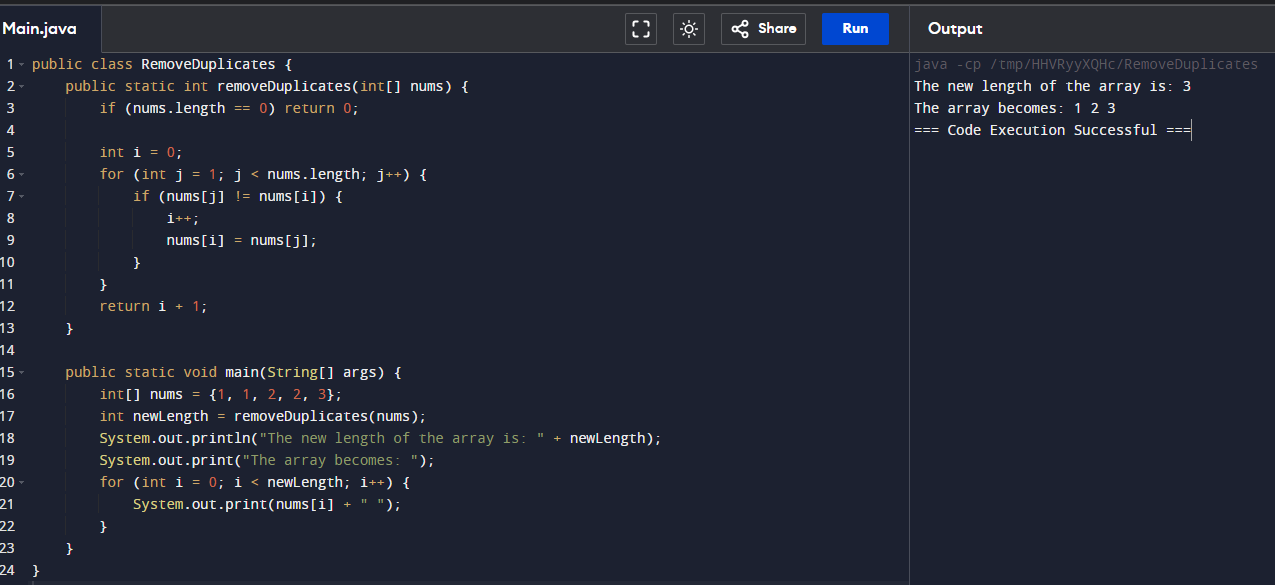 Main.java
Share
Run
Output
1 public class RemoveDuplicates {
2     public static int removeDuplicates(int[] nums) {
3         if (nums.length == 0) return 0;
4
5         int i = 0;
6         for (int j = 1; j < nums.length; j++) {
7             if (nums[j] != nums[i]) {
8                 i++;
9                 nums[i] = nums[j];
10             }
11         }
12         return i + 1;
13     }
14
15     public static void main(String[] args) {
16         int[] nums = {1, 1, 2, 2, 3};
17         int newLength = removeDuplicates(nums);
18         System.out.println("The new length of the array is: " + newLength);
19         System.out.print("The array becomes: ");
20         for (int i = 0; i < newLength; i++) {
21             System.out.print(nums[i] + " ");
22         }
23     }
24 }
java -cp /tmp/HHVRyyXQHc/RemoveDuplicates
The new length of the array is: 3
The array becomes: 1 2 3
=== Code Execution Successful ===